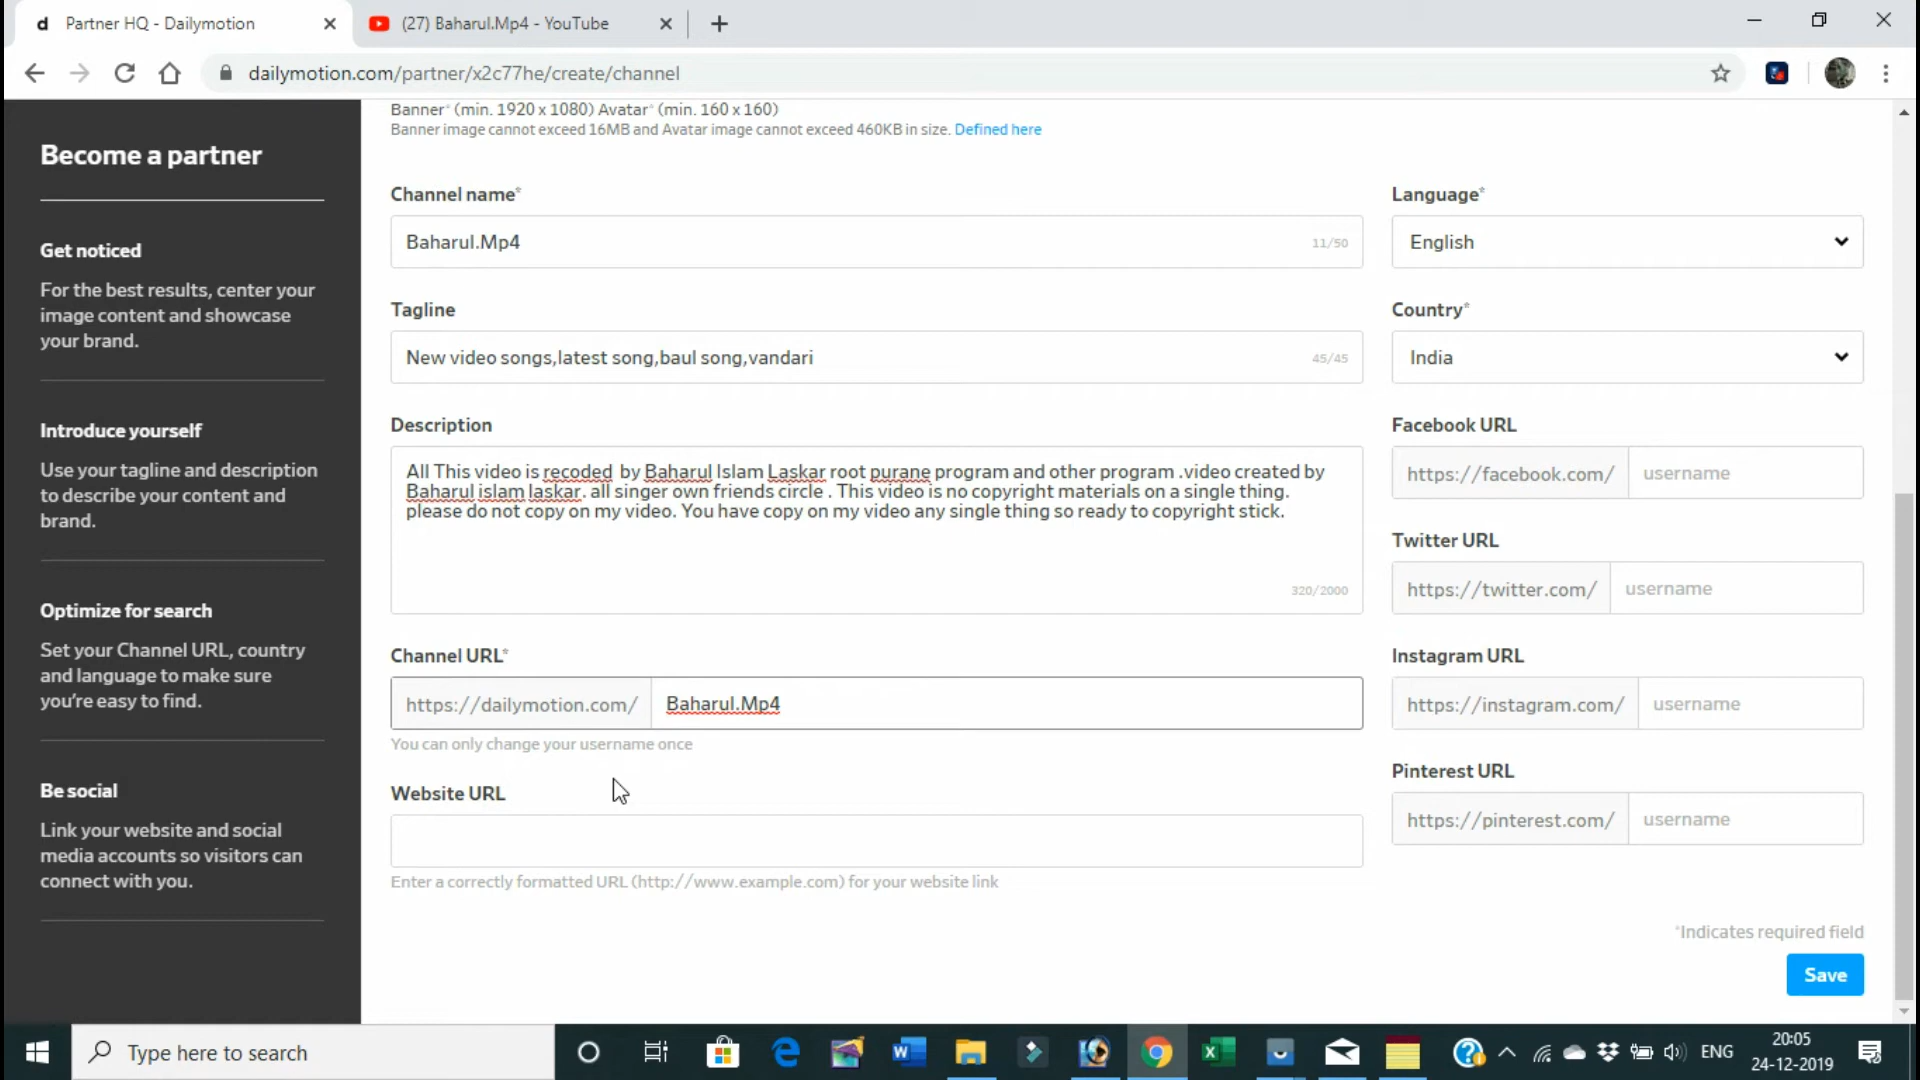 Partner HQ - Dailymotion
(27) Baharul.Mp4 - YouTube
dailymotion.com/partner/x2c77he/create/channel
Become a partner
Get noticed
For the best results, center your
image content and showcase
your brand.
Introduce yourself
Use your tagline and description
to describe your content and
brand.
Optimize for search
Set your Channel URL, country
and language to make sure
you're easy to find.
Be social
Link your website and social
media accounts so visitors can
connect with you.
Banner* (min. 1920 x 1080) Avatar* (min. 160 x 160)
Banner image cannot exceed 16MB and Avatar image cannot exceed 460KB in size. Defined here
Channel name*
Baharul.Mp4
11/50
Tagline
New video songs,latest song,baul song,vandari
45/45
Description
All This video is recoded by Baharul Islam Laskar root purane program and other program .video created by
Baharul islam laskar. all singer own friends circle . This video is no copyright materials on a single thing.
please do not copy on my video. You have copy on my video any single thing so ready to copyright stick.
320/2000
Channel URL*
https://dailymotion.com/ Baharul.Mp4
You can only change your username once
Website URL
Enter a correctly formatted URL (http://www.example.com) for your website link
Language*
English
Country*
India
Facebook URL
https://facebook.com/ username
Twitter URL
https://twitter.com/ username
Instagram URL
https://instagram.com/ username
Pinterest URL
https://pinterest.com/ username
*Indicates required field
Save
Type here to search
ENG
20:05
24-12-2019